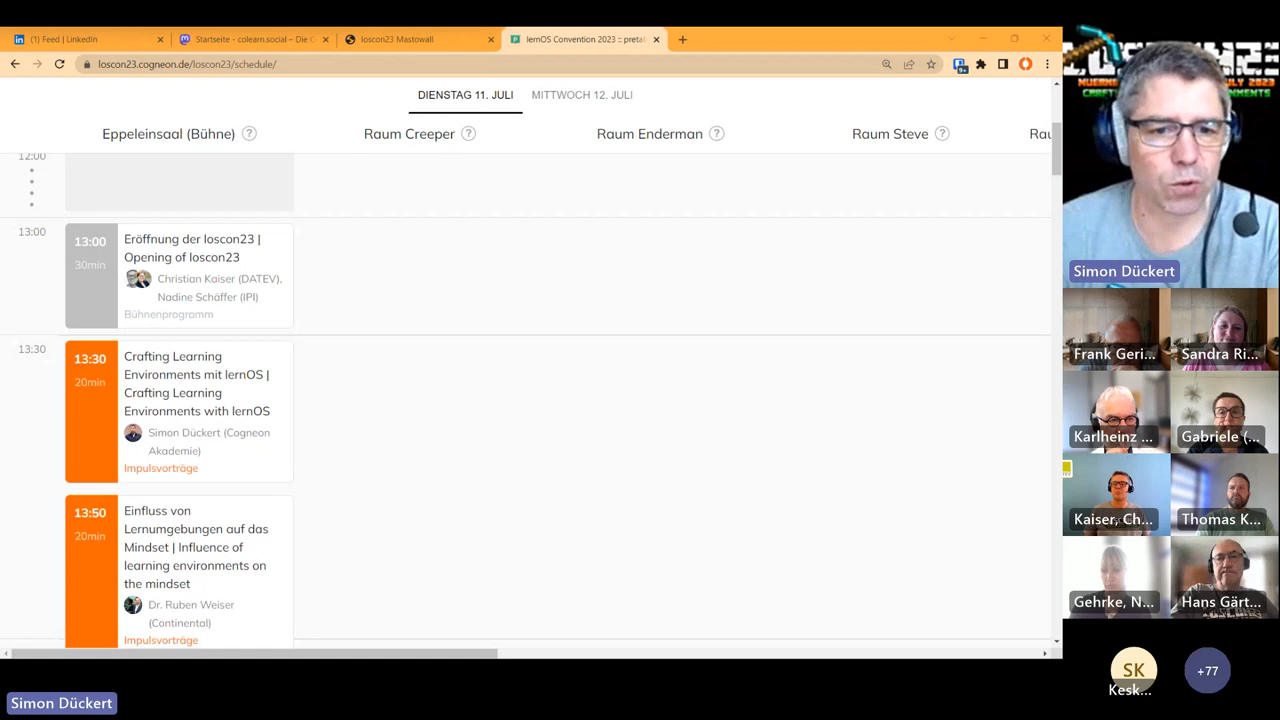 (1) Feed | LinkedIn
Startseite - colearn.social – Die C
loscon23 Mastowall
lernOS Convention 2023 :: preta
loscon23.cogneon.de/loscon23/schedule/
9+
DIENSTAG 11. JULI
MITTWOCH 12. JULI
Eppeleinsaal (Bühne) ?
Raum Creeper ?
Raum Enderman ?
Raum Steve ?
Rau
12:00
13:00
13:00
30min
Eröffnung der loscon23 |
Opening of loscon23
Christian Kaiser (DATEV),
Nadine Schäffer (IPI)
Bühnenprogramm
13:30
13:30
20min
Crafting Learning
Environments mit lernOS |
Crafting Learning
Environments with lernOS
Simon Dückert (Cogneon
Akademie)
Impulsvorträge
13:50
20min
Einfluss von
Lernumgebungen auf das
Mindset | Influence of
learning environments on
the mindset
Dr. Ruben Weiser
(Continental)
Impulsvorträge
Simon Dückert
Simon Dückert
Frank Geri...
Sandra Ri...
Karlheinz ...
Gabriele (...
Kaiser, Ch...
Thomas K...
Gehrke, N...
Hans Gärt...
SK
Kesk...
+77